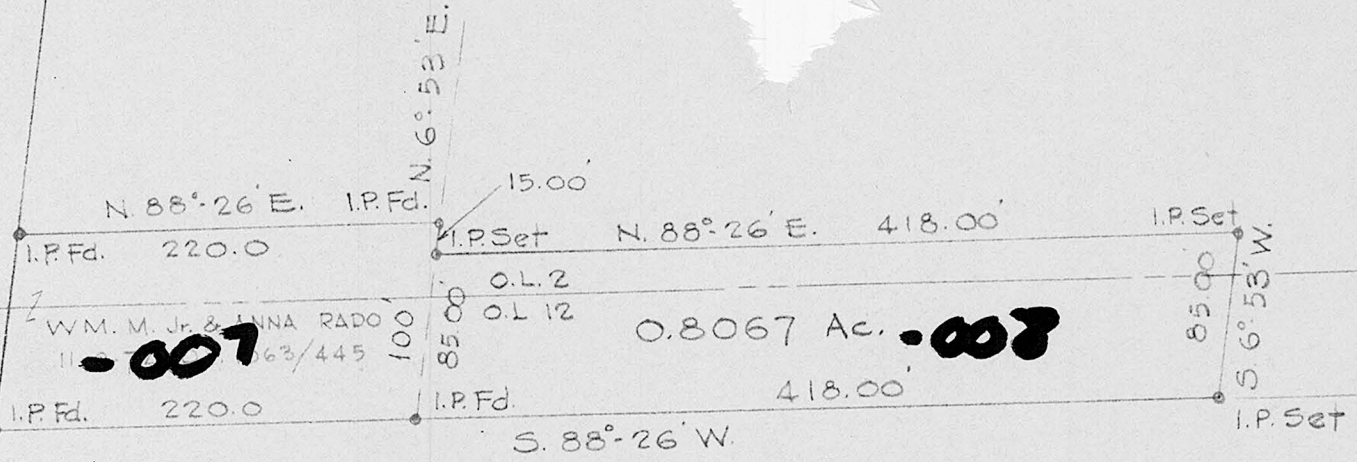 N. 6°-53' E.
15.00'
N. 88°-26' E. I.P. Fd.
I.P. Fd. 220.0
I.P. Set N. 88°-26' E. 418.00' I.P. Set
O.L. 2
O.L 12
WM. M. Jr. & ANNA RADO
-007 063/445
100'
85.00
0.8067 Ac. -008
85.00
S 6°-53' W.
I.P. Fd. 220.0
I.P. Fd. 418.00'
S. 88°-26' W.
I.P. Set